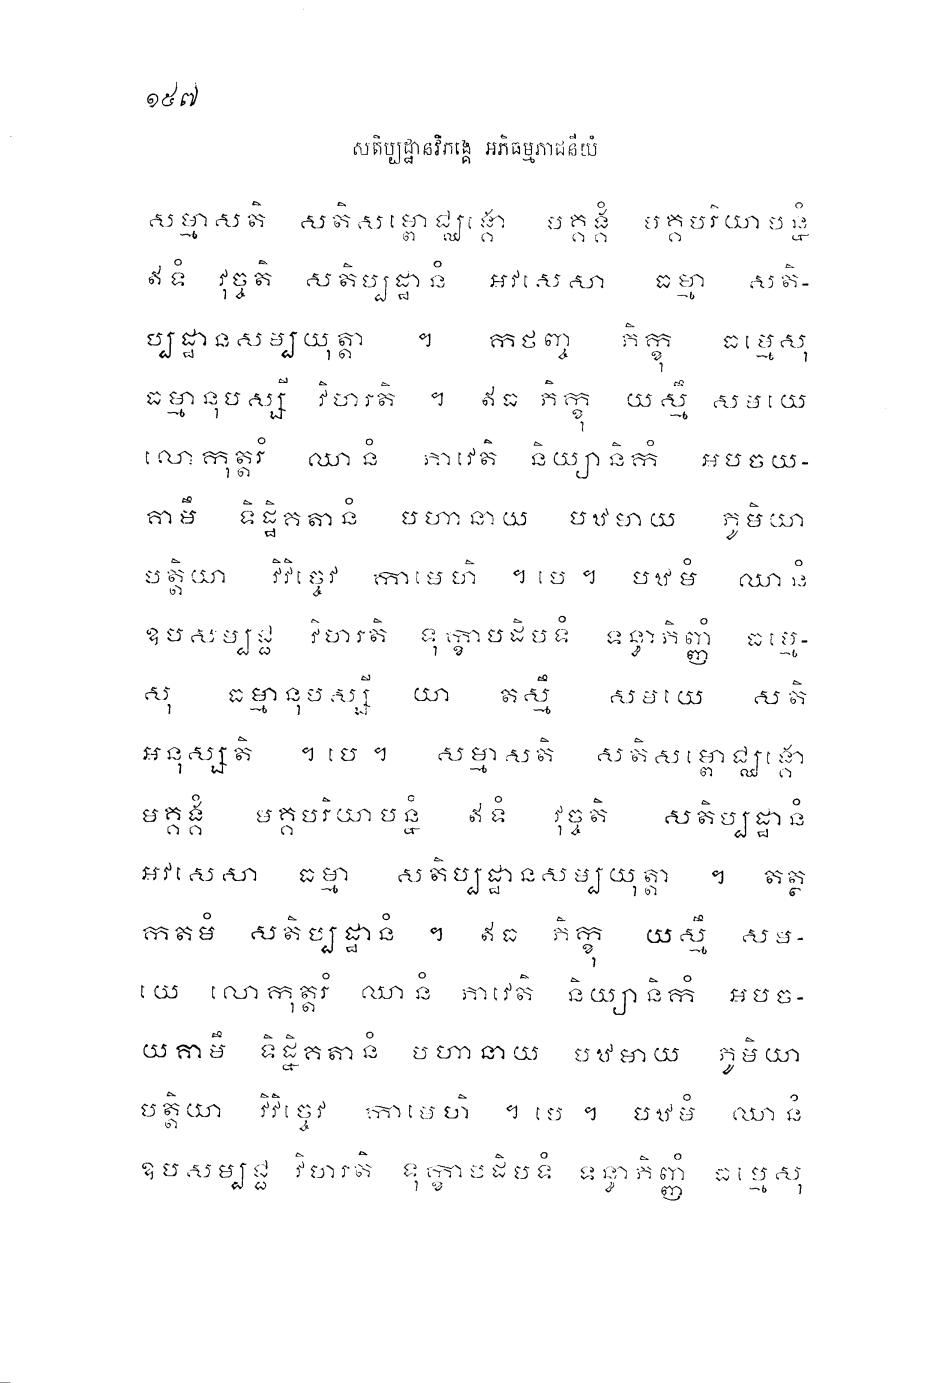 ១៥៧
សតិប្បដ្ឋានវិភង្គេ អភិធម្មភាជនីយំ
សម្មាសតិ សតិសម្ពោជ្ឈង្គោ មគ្គង្គំ មគ្គបរិយាបន្នំ
ឥទំ វុច្ចតិ សតិប្បដ្ឋានំ អវសេសា ធម្មា សតិ-
ប្បដ្ឋានសម្បយុត្តា ។ កថញ្ច ភិក្ខុ ធម្មេសុ
ធម្មានុបស្សី វិហរតិ ។ ឥធ ភិក្ខុ យស្មឹ សមយេ
លោកុត្តរំ ឈានំ ភាវេតិ និយ្យានិកំ អបចយ-
គាមឹ ទិដ្ឋិគតានំ បហានាយ បឋមាយ ភូមិយា
បត្តិយា វិវិច្ចេវ កាមេហិ ។ បេ ។ បឋមំ ឈានំ
ឧបសម្បជ្ជ វិហរតិ ទុក្ខាបដិបទំ ទន្ធាភិញ្ញំ ធម្មេ-
សុ ធម្មានុបស្សី យា តស្មឹ សមយេ សតិ
អនុស្សតិ ។ បេ ។ សម្មាសតិ សតិសម្ពោជ្ឈង្គោ
មគ្គង្គំ មគ្គបរិយាបន្នំ ឥទំ វុច្ចតិ សតិប្បដ្ឋានំ
អវសេសា ធម្មា សតិប្បដ្ឋានសម្បយុត្តា ។ តត្ថ
កតមំ សតិប្បដ្ឋានំ ។ ឥធ ភិក្ខុ យស្មឹ សម-
យេ លោកុត្តរំ ឈានំ ភាវេតិ និយ្យានិកំ អបច-
យគាមឹ ទិដ្ឋិគតានំ បហានាយ បឋមាយ ភូមិយា
បត្តិយា វិវិច្ចេវ កាមេហិ ។ បេ ។ បឋមំ ឈានំ
ឧបសម្បជ្ជ វិហរតិ ទុក្ខាបដិបទំ ទន្ធាភិញ្ញំ ធម្មេសុ